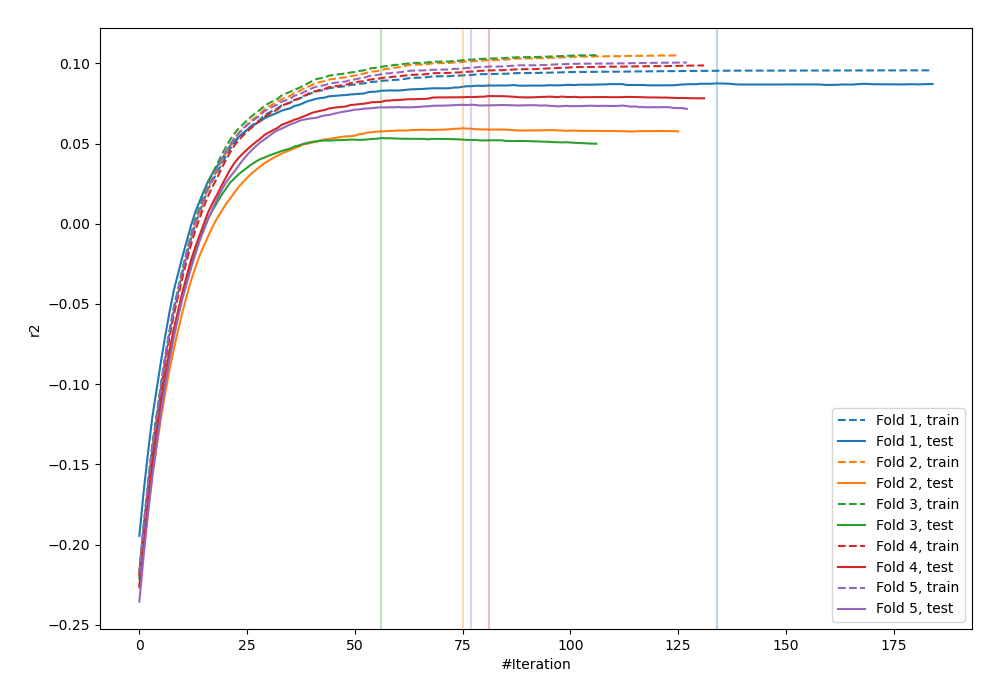 0.10
0.05
0.00
−0.05
−0.10
−0.15
−0.20
−0.25
r2
0 25 50 75 100 125 150 175
#Iteration
Fold 1, train
Fold 1, test
Fold 2, train
Fold 2, test
Fold 3, train
Fold 3, test
Fold 4, train
Fold 4, test
Fold 5, train
Fold 5, test